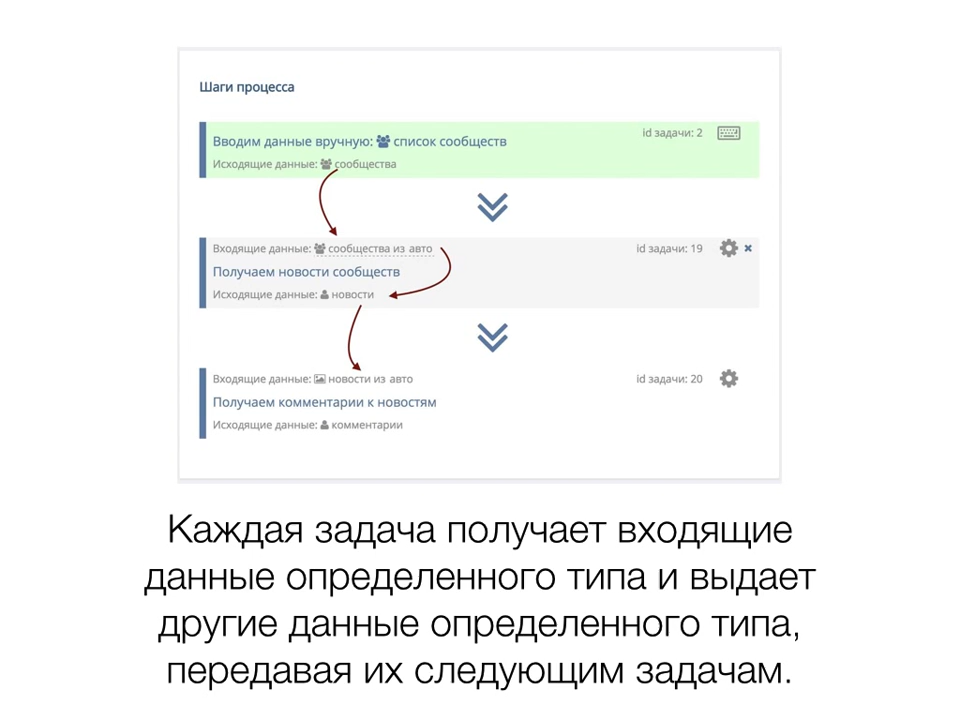 Шаги процесса
Вводим данные вручную: список сообществ
id задачи: 2
Исходящие данные: сообщества
Входящие данные: сообщества из авто
id задачи: 19
Получаем новости сообществ
Исходящие данные: новости
Входящие данные: новости из авто
id задачи: 20
Получаем комментарии к новостям
Исходящие данные: комментарии
Каждая задача получает входящие
данные определенного типа и выдает
другие данные определенного типа,
передавая их следующим задачам.